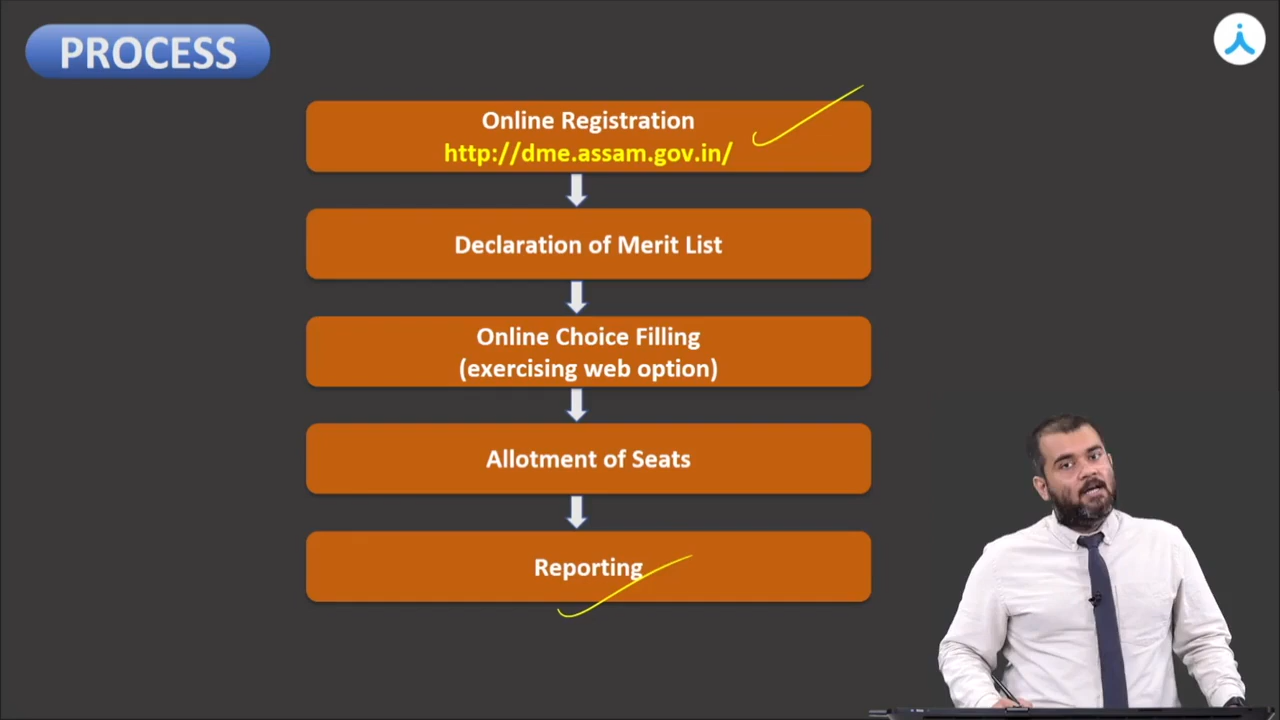 PROCESS
Online Registration
http://dme.assam.gov.in/
Declaration of Merit List
Online Choice Filling
(exercising web option)
Allotment of Seats
Reporting